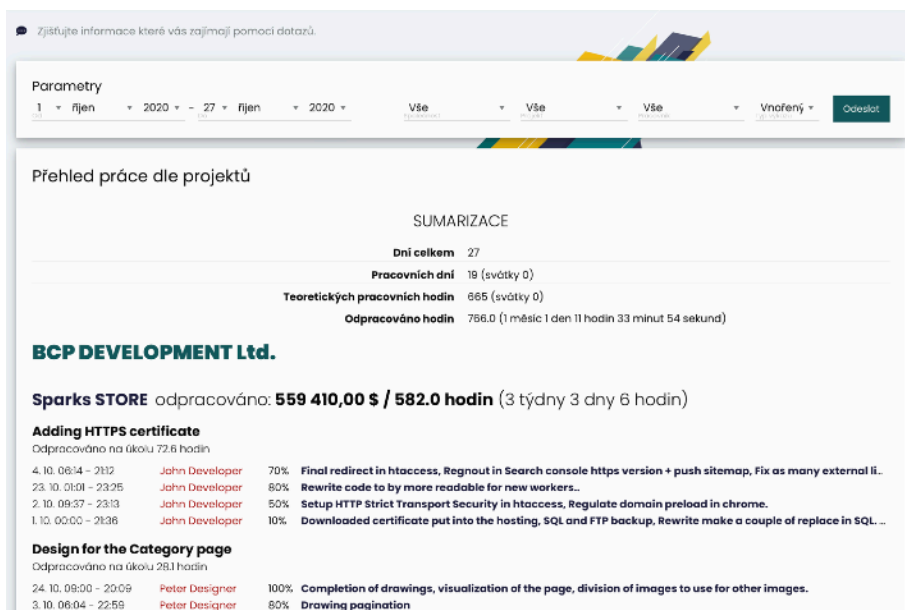 Zjišťujte informace které vás zajímají pomocí dotazů.
Parametry
1 říjen 2020 - 27 říjen 2020 Vše Vše Vše Vnořený Odeslat
Od Do Společnost Projekt Pracovník Typ výkazu
Přehled práce dle projektů
SUMARIZACE
Dní celkem 27
Pracovních dní 19 (svátky 0)
Teoretických pracovních hodin 665 (svátky 0)
Odpracováno hodin 766.0 (1 měsíc 1 den 11 hodin 33 minut 54 sekund)
BCP DEVELOPMENT Ltd.
Sparks STORE odpracováno: 559 410,00 $ / 582.0 hodin (3 týdny 3 dny 6 hodin)
Adding HTTPS certificate
Odpracováno na úkolu 72.6 hodin
4. 10. 06:14 - 21:12 Jahn Developer 70% Final redirect in htaccess, Regnout in Search console https version + push sitemap, Fix as many external li..
23. 10. 01:01 - 23:25 Jahn Developer 80% Rewrite code to by more readable for new workers..
2. 10. 09:37 - 23:13 Jahn Developer 50% Setup HTTP Strict Transport Security in htaccess, Regulate domain preload in chrome.
1. 10. 00:00 - 21:36 Jahn Developer 10% Downloaded certificate put into the hosting, SQL and FTP backup, Rewrite make a couple of replace in SQL. ...
Design for the Category page
Odpracováno na úkolu 28.1 hodin
24. 10. 09:00 - 20:09 Peter Designer 100% Completion of drawings, visualization of the page, division of images to use for other images.
3. 10. 06:04 - 22:59 Peter Designer 80% Drawing pagination